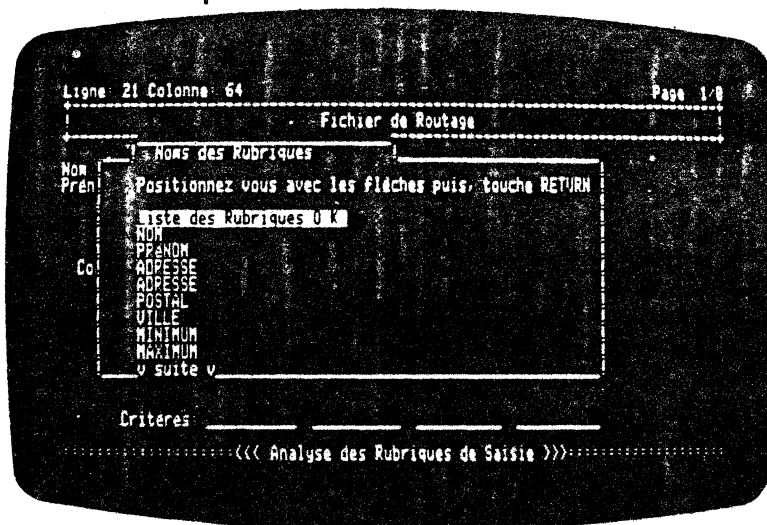 Ligne: 21 Colonne: 64 Page 1/8
Fichier de Routage
Noms des Rubriques
Nom
Prén
Positionnez vous avec les flèches puis, touche RETURN
Liste des Rubriques O K
NOM
PRéNOM
ADRESSE
ADRESSE
Co
POSTAL
VILLE
MINIMUM
MAXIMUM
v suite v
Critères
<<< Analyse des Rubriques de Saisie >>>